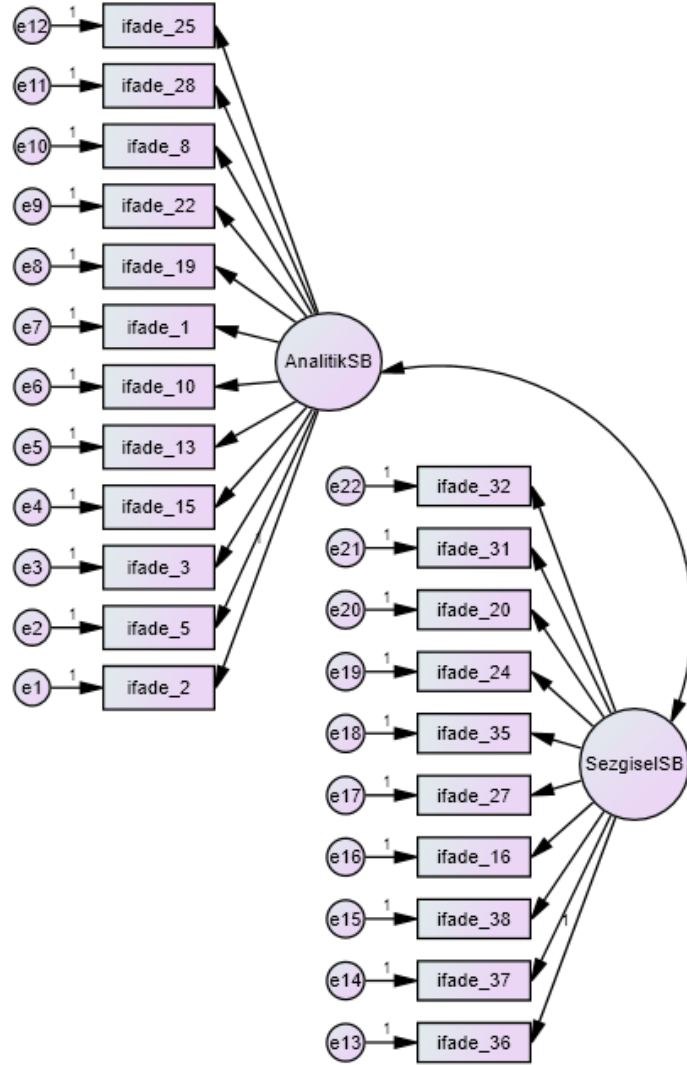 e12 1 ifade_25
e11 1 ifade_28
e10 1 ifade_8
e9 1 ifade_22
e8 1 ifade_19
e7 1 ifade_1
e6 1 ifade_10
e5 1 ifade_13
e4 1 ifade_15
e3 1 ifade_3
e2 1 ifade_5
e1 1 ifade_2
1
AnalitikSB
e22 1 ifade_32
e21 1 ifade_31
e20 1 ifade_20
e19 1 ifade_24
e18 1 ifade_35
e17 1 ifade_27
e16 1 ifade_16
e15 1 ifade_38
e14 1 ifade_37
e13 1 ifade_36
1
SezgiselSB